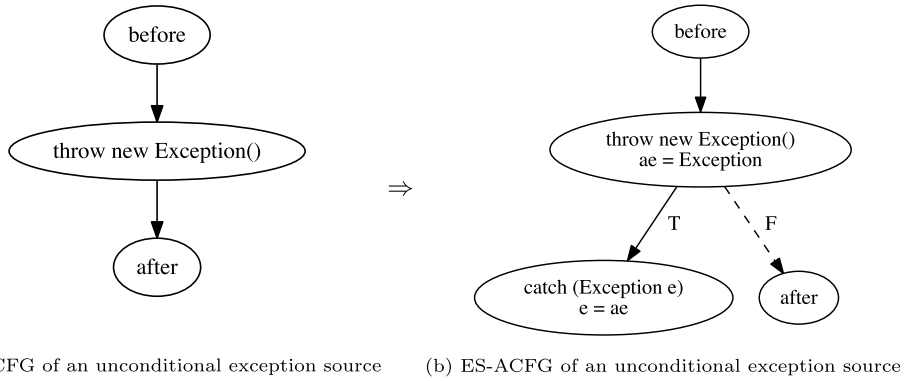 before
throw new Exception()
after
⇒
before
throw new Exception()
ae = Exception
T
F
catch (Exception e)
e = ae
after
CFG of an unconditional exception source
(b) ES-ACFG of an unconditional exception source